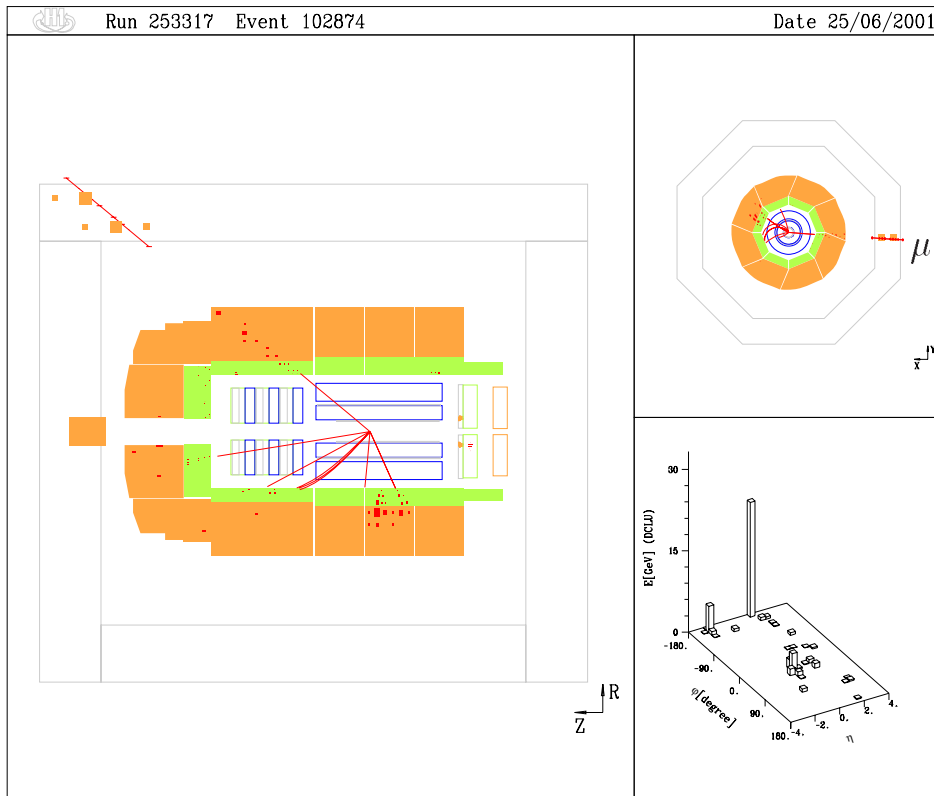 H1 Run 253317 Event 102874 Date 25/06/2001
μ
x
R
Z
E[GeV] (DCLU)
30
15
0
-180.
-90.
0.
90.
180.
φ[degree]
-4.
-2.
0.
2.
4.
η